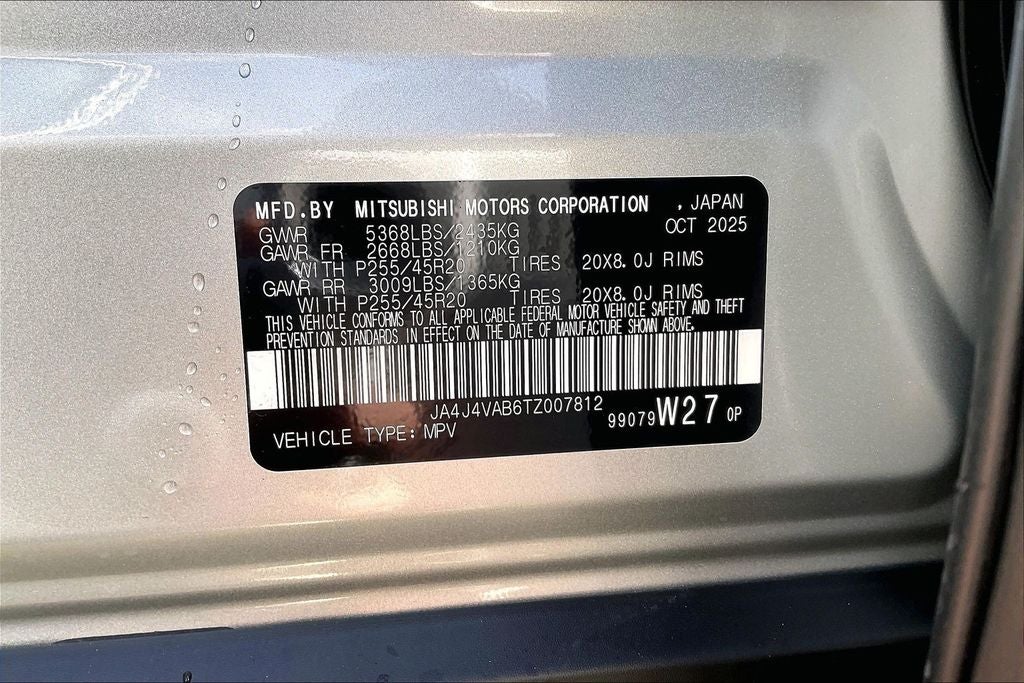 MFD.BY MITSUBISHI MOTORS CORPORATION , JAPAN
OCT 2025
GVWR 5368LBS/2435KG
GAWR FR 2668LBS/1210KG
WITH P255/45R20 TIRES 20X8.0J RIMS
GAWR RR 3009LBS/1365KG
WITH P255/45R20 TIRES 20X8.0J RIMS
THIS VEHICLE CONFORMS TO ALL APPLICABLE FEDERAL MOTOR VEHICLE SAFETY AND THEFT
PREVENTION STANDARDS IN EFFECT ON THE DATE OF MANUFACTURE SHOWN ABOVE.
JA4J4VAB6TZ007812
VEHICLE TYPE: MPV 99079 W27 0P